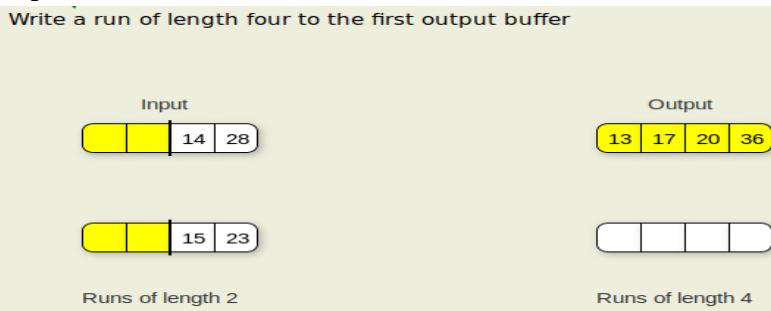 Write a run of length four to the first output buffer
Input Output
14 28 13 17 20 36
15 23
Runs of length 2 Runs of length 4